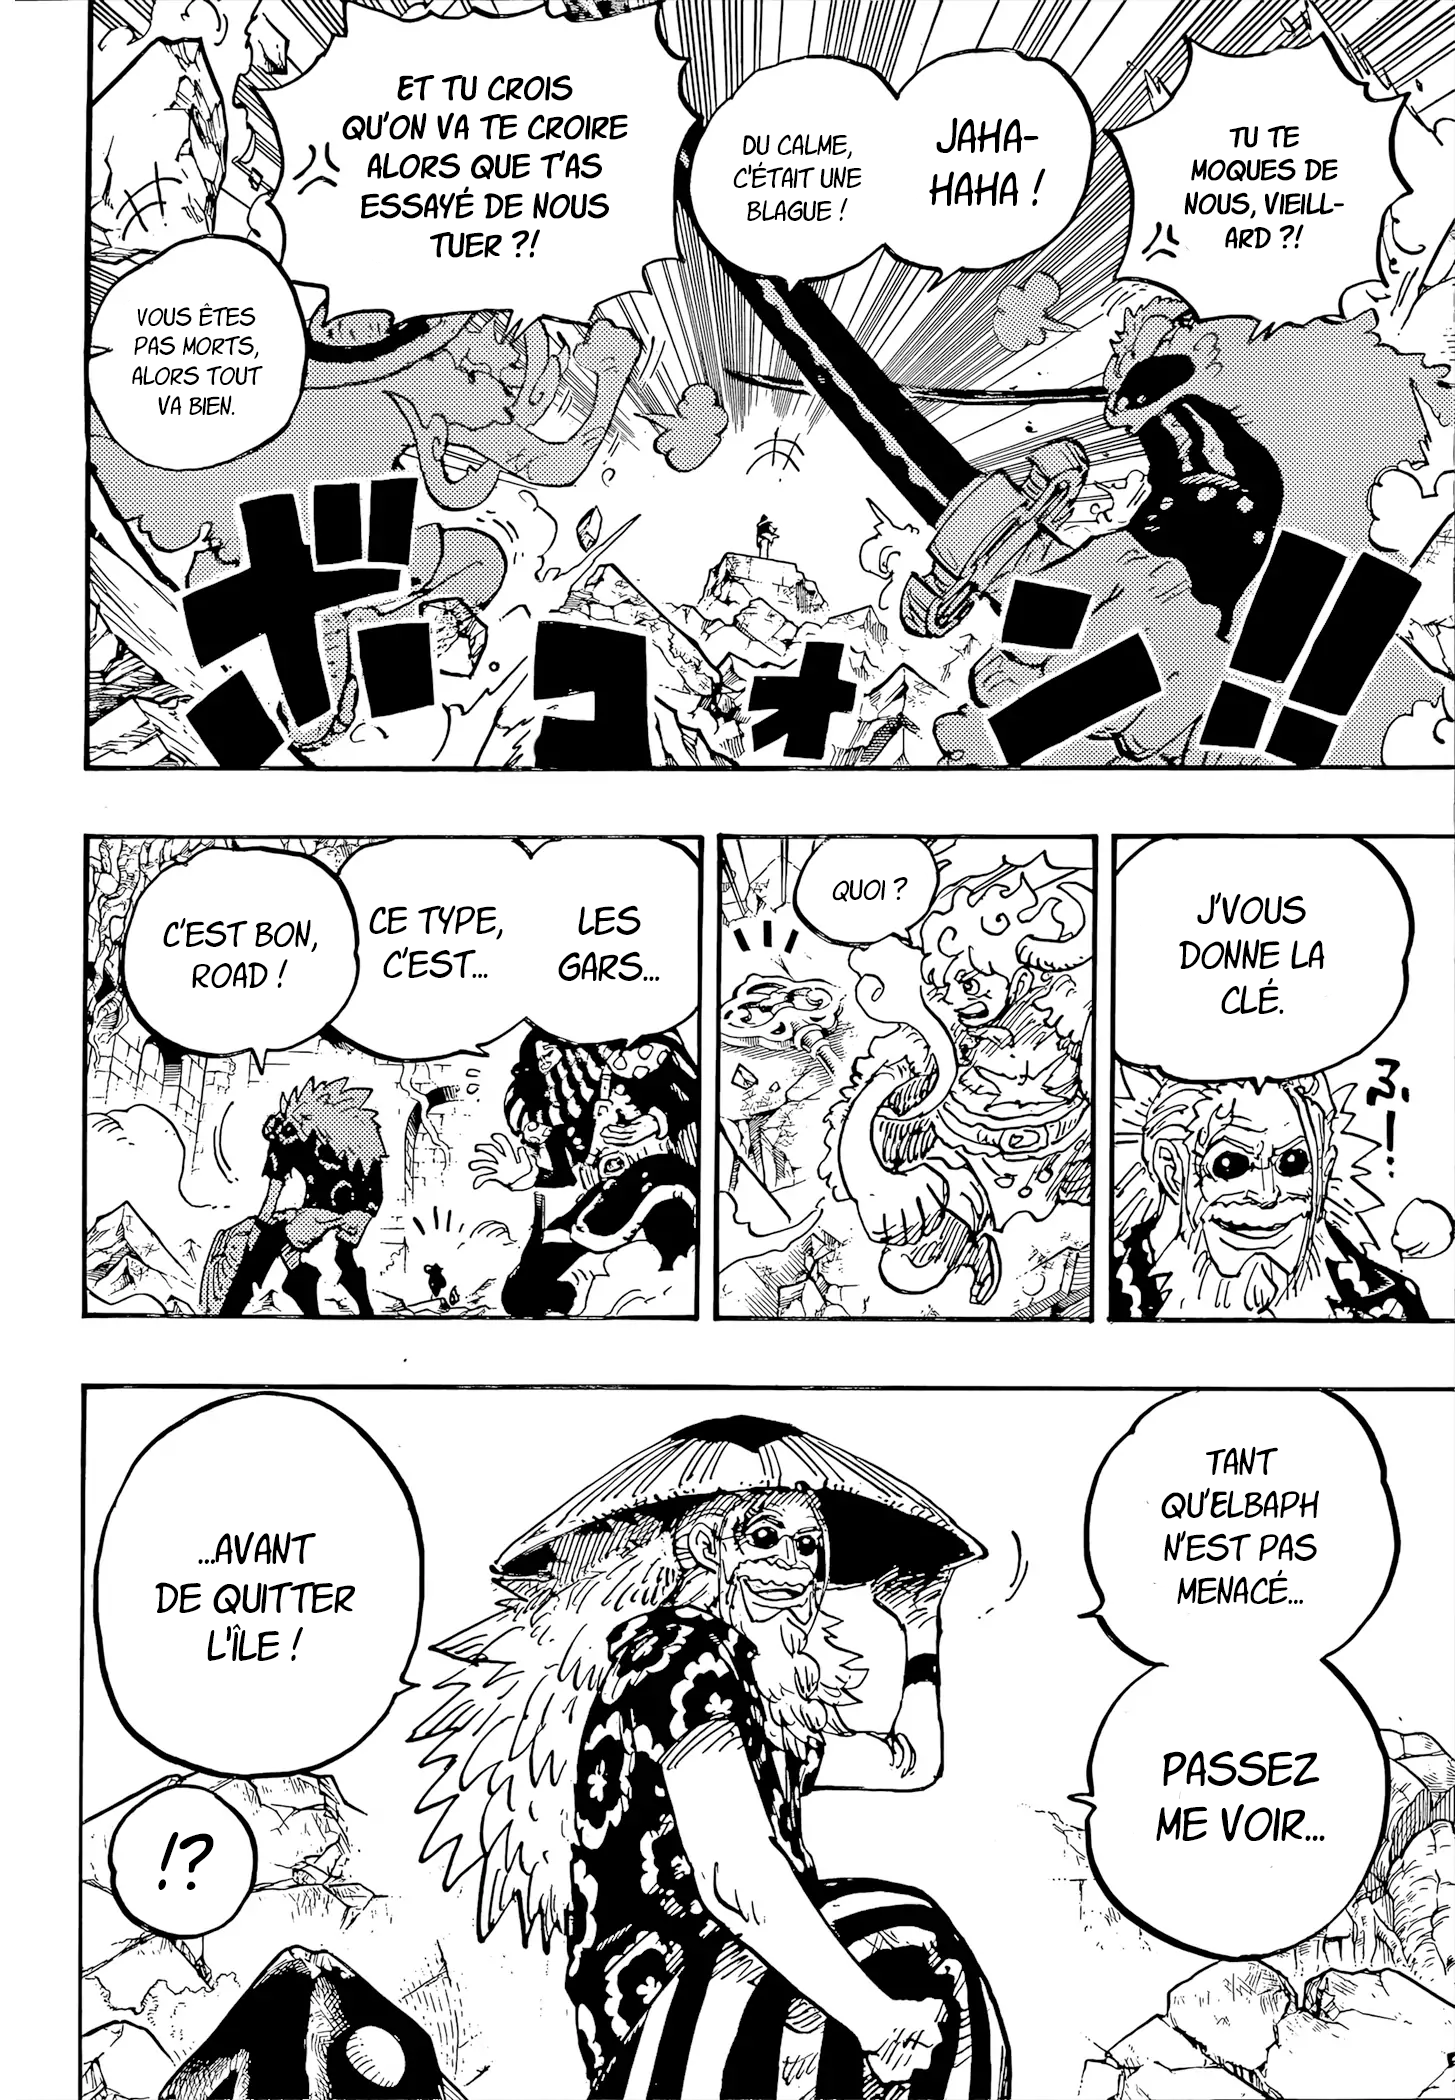 TU TE
MOQUES DE
NOUS, VIEILL-
ARD ?!
JAHA-
HAHA !
DU CALME,
C'ÉTAIT UNE
BLAGUE !
ET TU CROIS
QU'ON VA TE CROIRE
ALORS QUE T'AS
ESSAYÉ DE NOUS
TUER ?!
VOUS ÊTES
PAS MORTS,
ALORS TOUT
VA BIEN.
ザゴォン!!
J'VOUS
DONNE LA
CLÉ.
QUOI ?
LES
GARS...
CE TYPE,
C'EST...
C'EST BON,
ROAD !
TANT
QU'ELBAPH
N'EST PAS
MENACÉ...
PASSEZ
ME VOIR...
...AVANT
DE QUITTER
L'ÎLE !
!?